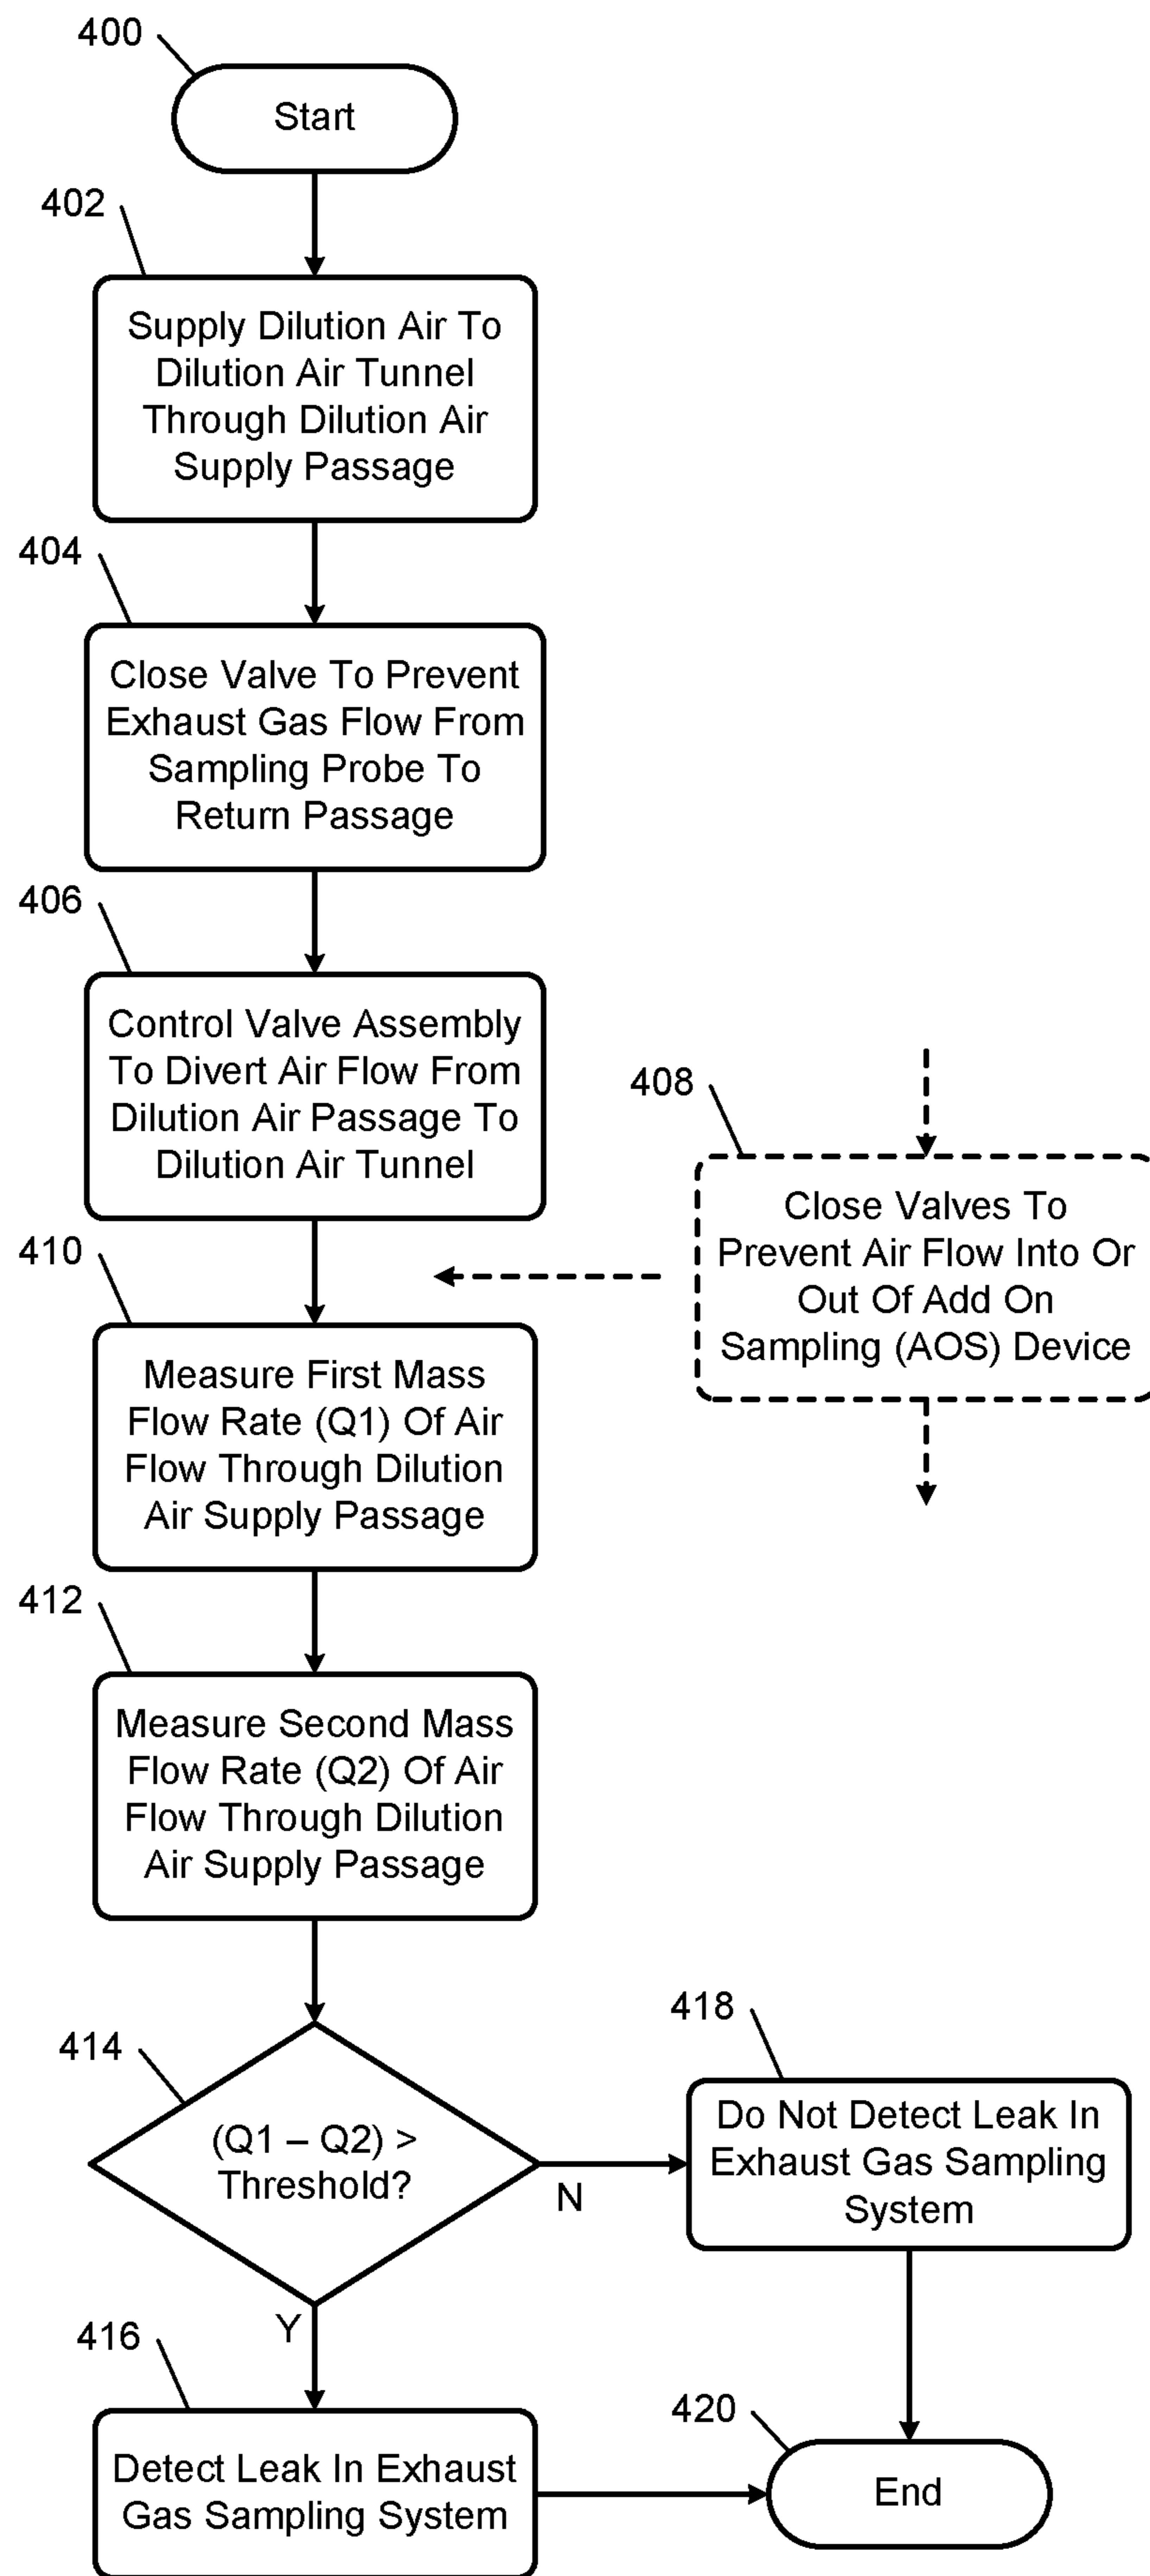 400
Start
402
Supply Dilution Air To
Dilution Air Tunnel
Through Dilution Air
Supply Passage
404
Close Valve To Prevent
Exhaust Gas Flow From
Sampling Probe To
Return Passage
406
Control Valve Assembly
To Divert Air Flow From
Dilution Air Passage To
Dilution Air Tunnel
408
Close Valves To
Prevent Air Flow Into Or
Out Of Add On
Sampling (AOS) Device
410
Measure First Mass
Flow Rate (Q1) Of Air
Flow Through Dilution
Air Supply Passage
412
Measure Second Mass
Flow Rate (Q2) Of Air
Flow Through Dilution
Air Supply Passage
414
(Q1 – Q2) >
Threshold?
N
Y
418
Do Not Detect Leak In
Exhaust Gas Sampling
System
416
Detect Leak In Exhaust
Gas Sampling System
420
End